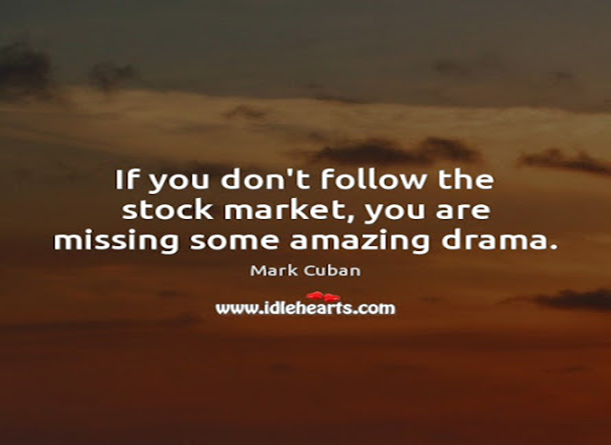 If you don't follow the
stock market, you are
missing some amazing drama.
Mark Cuban
www.idlehearts.com